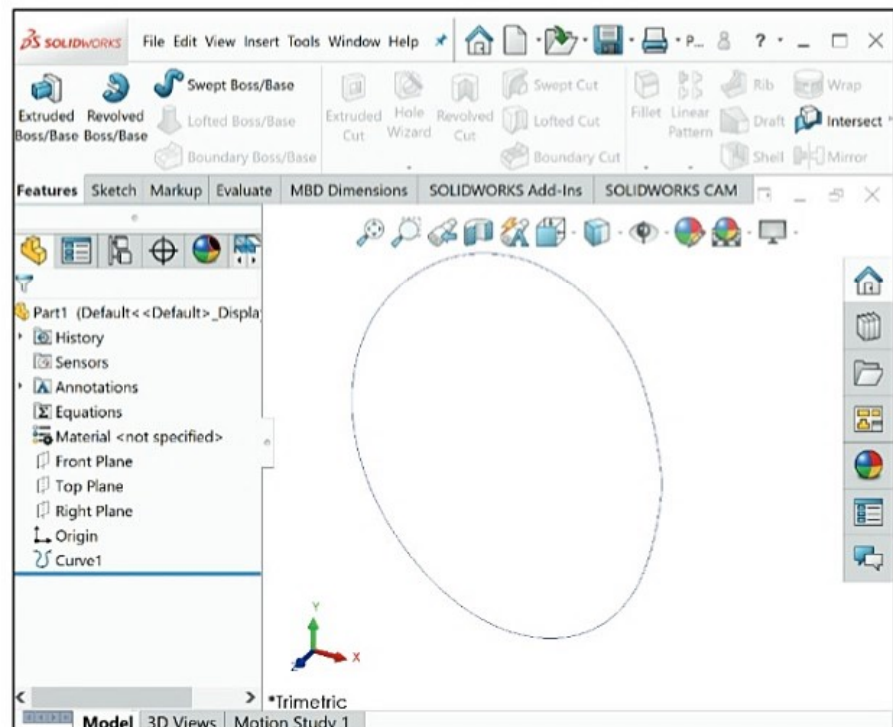 DS SOLIDWORKS File Edit View Insert Tools Window Help P... ?
Extruded Boss/Base Revolved Boss/Base Swept Boss/Base Lofted Boss/Base Boundary Boss/Base Extruded Cut Hole Wizard Revolved Cut Swept Cut Lofted Cut Boundary Cut Fillet Linear Pattern Rib Draft Shell Wrap Intersect Mirror
Features Sketch Markup Evaluate MBD Dimensions SOLIDWORKS Add-Ins SOLIDWORKS CAM
Part1 (Default<<Default>_Displa
History
Sensors
Annotations
Equations
Material <not specified>
Front Plane
Top Plane
Right Plane
Origin
Curve1
Y
X
Z
*Trimetric
Model 3D Views Motion Study 1